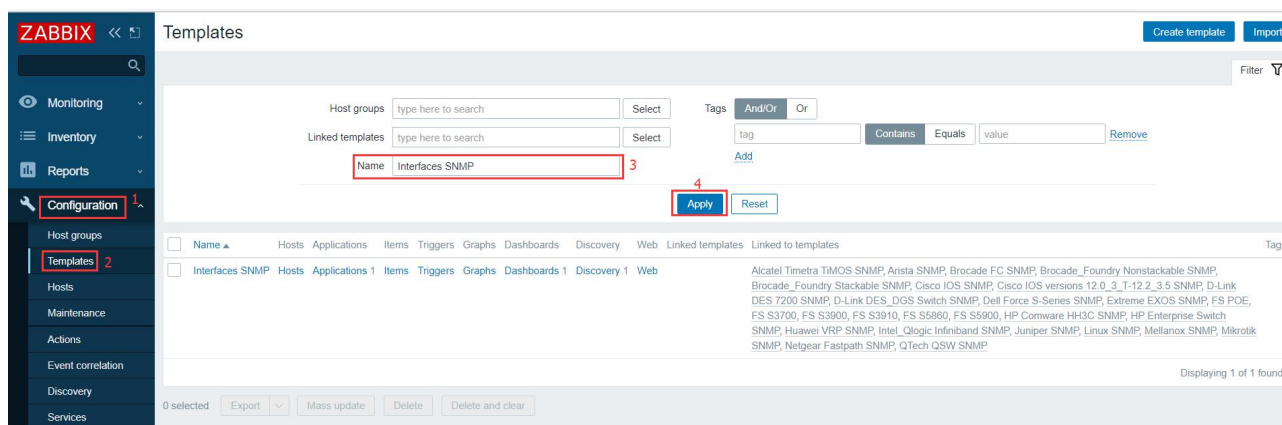 ZABBIX
Templates
Create template
Import
Filter
Monitoring
Inventory
Reports
Configuration 1
Host groups
Templates 2
Hosts
Maintenance
Actions
Event correlation
Discovery
Services
Host groups type here to search Select
Linked templates type here to search Select
Name Interfaces SNMP 3
Tags And/Or Or
tag Contains Equals value Remove
Add
4
Apply Reset
Name Hosts Applications Items Triggers Graphs Dashboards Discovery Web Linked templates Linked to templates Tag
Interfaces SNMP Hosts Applications 1 Items Triggers Graphs Dashboards 1 Discovery 1 Web
Alcatel Timetra TiMOS SNMP, Arista SNMP, Brocade FC SNMP, Brocade_Foundry Nonstackable SNMP,
Brocade_Foundry Stackable SNMP, Cisco IOS SNMP, Cisco IOS versions 12.0_3_T-12.2_3.5 SNMP, D-Link
DES 7200 SNMP, D-Link DES_DGS Switch SNMP, Dell Force S-Series SNMP, Extreme EXOS SNMP, FS POE,
FS S3700, FS S3900, FS S3910, FS S5860, FS S5900, HP Comware HH3C SNMP, HP Enterprise Switch
SNMP, Huawei VRP SNMP, Intel_Qlogic Infiniband SNMP, Juniper SNMP, Linux SNMP, Mellanox SNMP, Mikrotik
SNMP, Netgear Fastpath SNMP, QTech QSW SNMP
Displaying 1 of 1 found
0 selected Export Mass update Delete Delete and clear